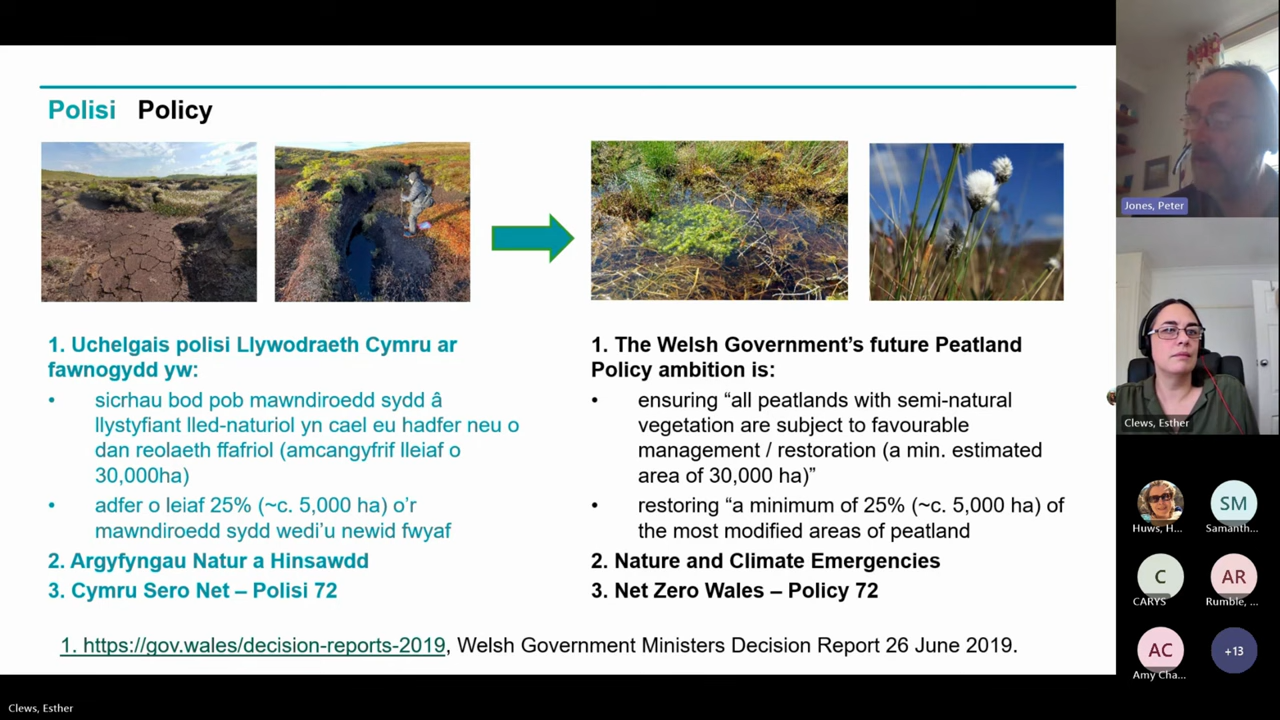 Polisi Policy
1. Uchelgais polisi Llywodraeth Cymru ar
fawnogydd yw:
• sicrhau bod pob mawndiroedd sydd â
llystyfiant lled-naturiol yn cael eu hadfer neu o
dan reolaeth ffafriol (amcangyfrif lleiaf o
30,000ha)
• adfer o leiaf 25% (~c. 5,000 ha) o'r
mawndiroedd sydd wedi'u newid fwyaf
2. Argyfyngau Natur a Hinsawdd
3. Cymru Sero Net – Polisi 72
1. The Welsh Government’s future Peatland
Policy ambition is:
• ensuring “all peatlands with semi-natural
vegetation are subject to favourable
management / restoration (a min. estimated
area of 30,000 ha)”
• restoring “a minimum of 25% (~c. 5,000 ha) of
the most modified areas of peatland
2. Nature and Climate Emergencies
3. Net Zero Wales – Policy 72
1. https://gov.wales/decision-reports-2019, Welsh Government Ministers Decision Report 26 June 2019.
Jones, Peter
Clews, Esther
Huws, H...
SM
Samanth...
C
CARYS
AR
Rumble, ...
AC
Amy Cha...
+13
Clews, Esther